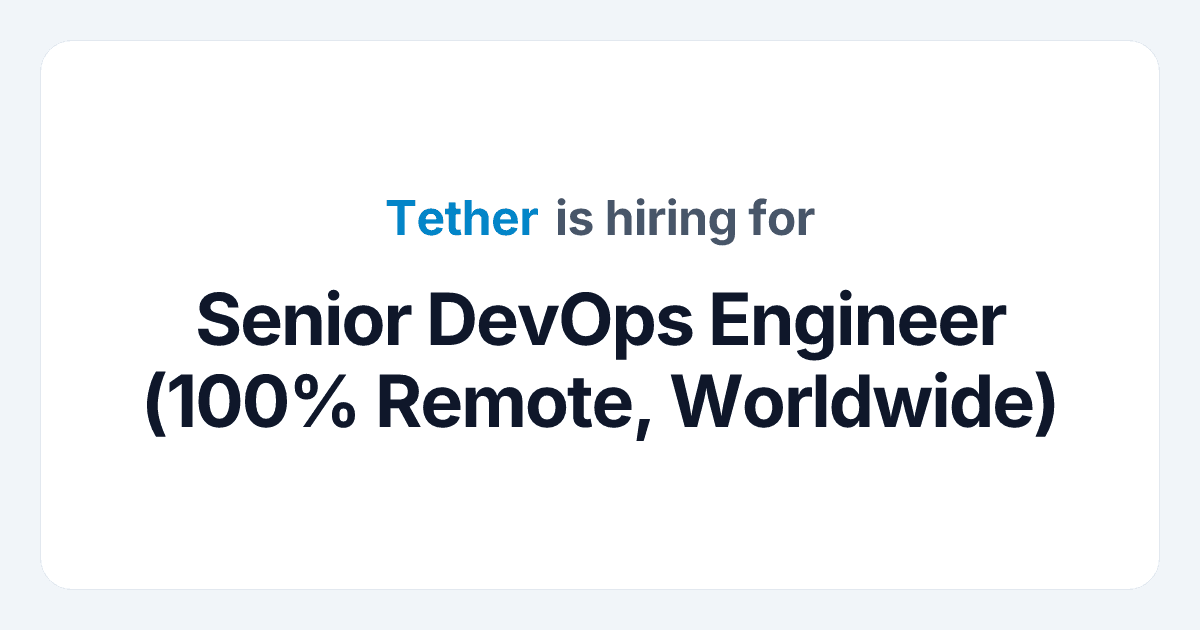 Tether is hiring for
Senior DevOps Engineer
(100% Remote, Worldwide)